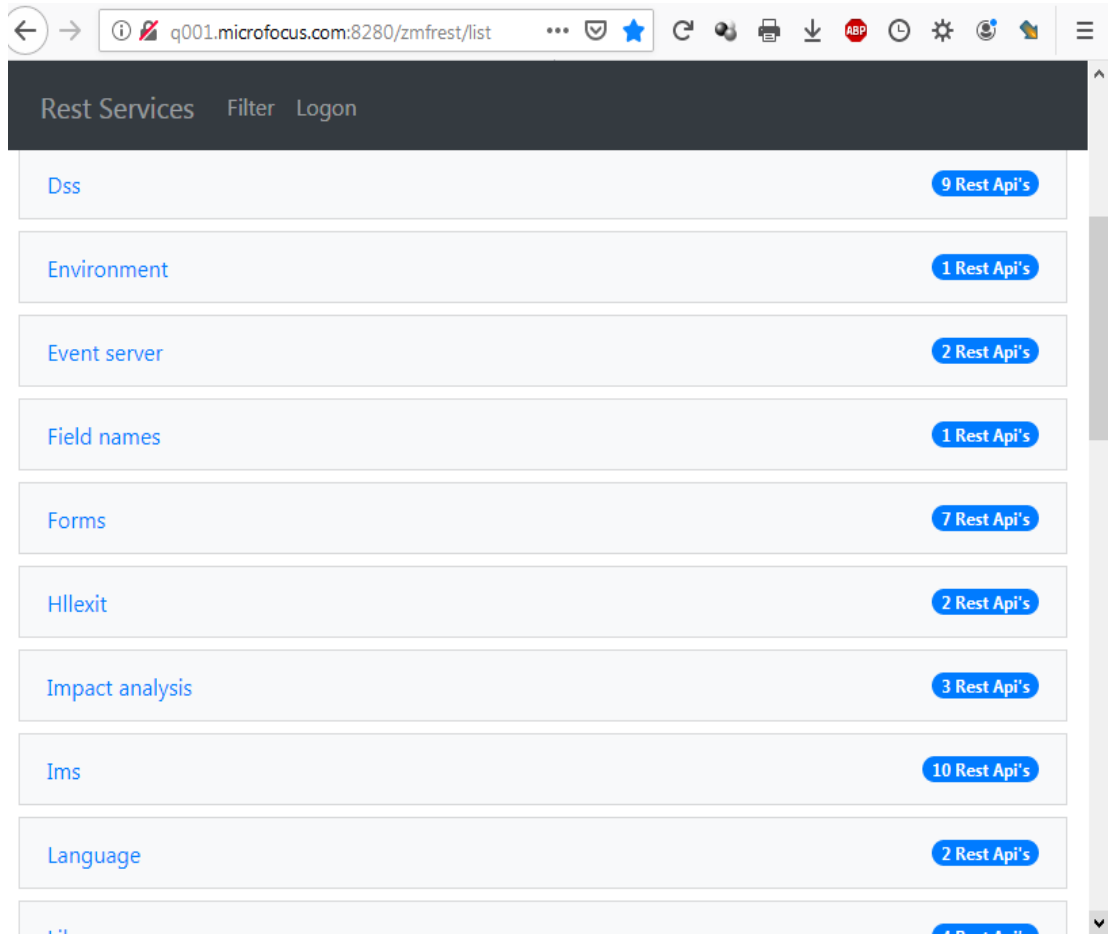 q001.microfocus.com:8280/zmfrest/list
ABP
Rest Services Filter Logon
Dss 9 Rest Api's
Environment 1 Rest Api's
Event server 2 Rest Api's
Field names 1 Rest Api's
Forms 7 Rest Api's
Hllexit 2 Rest Api's
Impact analysis 3 Rest Api's
Ims 10 Rest Api's
Language 2 Rest Api's